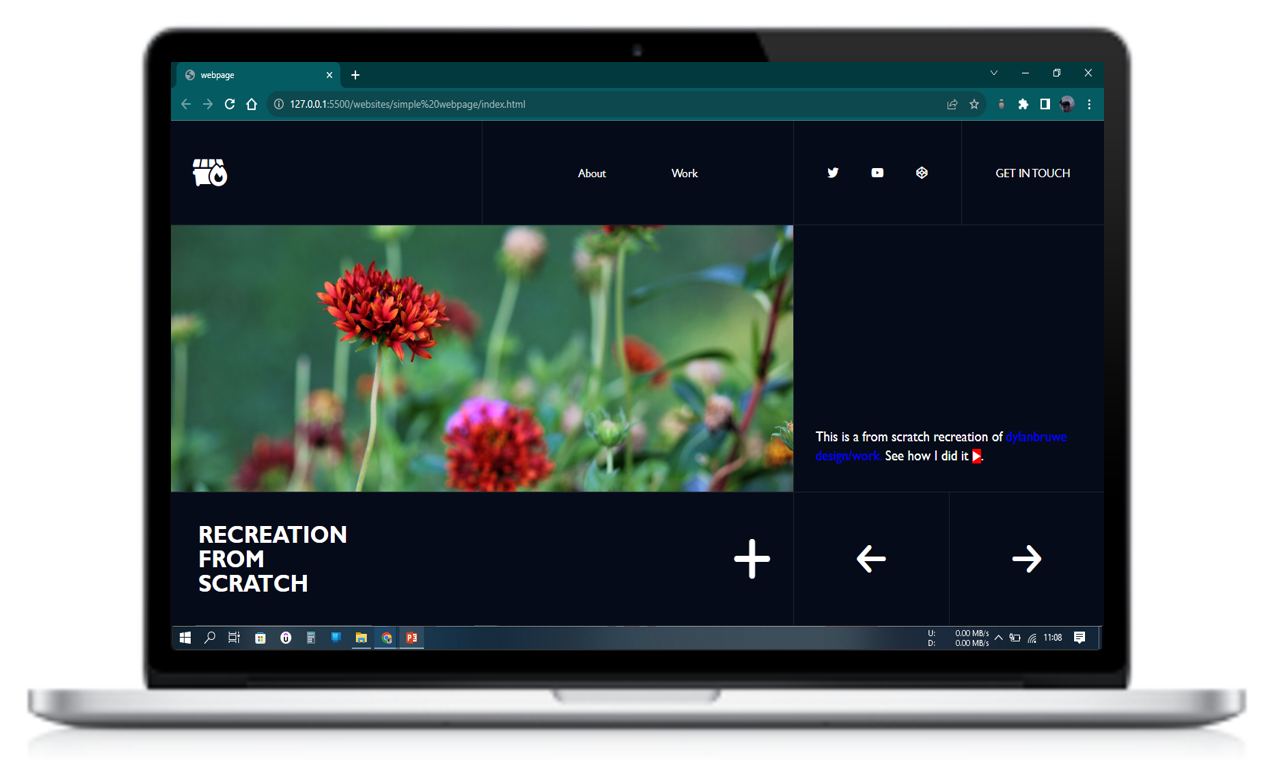 webpage
127.0.0.1:5500/websites/simple%20webpage/index.html
About Work GET IN TOUCH
This is a from scratch recreation of dylanbruwe
design/work. See how I did it .
RECREATION
FROM
SCRATCH
U: 0.00 MB/s
D: 0.00 MB/s
11:08